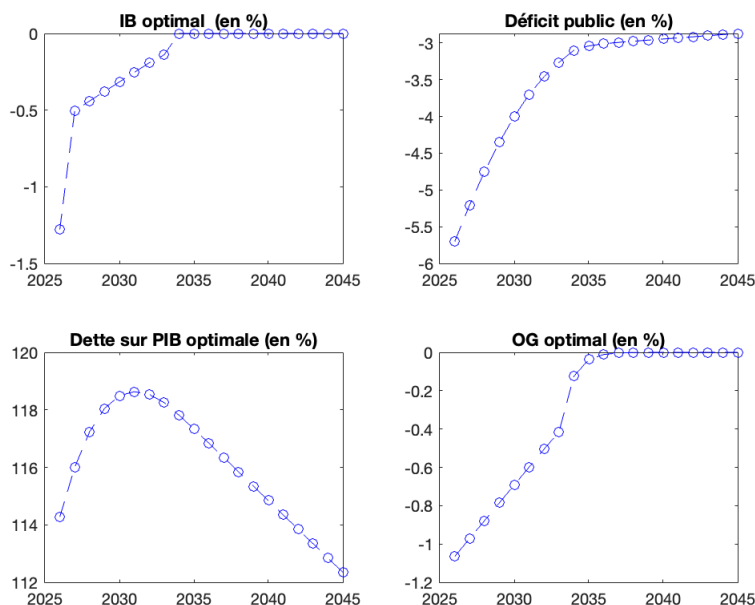 IB optimal (en %)
0
-0.5
-1
-1.5
2025 2030 2035 2040 2045
Déficit public (en %)
-3
-3.5
-4
-4.5
-5
-5.5
-6
2025 2030 2035 2040 2045
Dette sur PIB optimale (en %)
120
118
116
114
112
2025 2030 2035 2040 2045
OG optimal (en %)
0
-0.2
-0.4
-0.6
-0.8
-1
-1.2
2025 2030 2035 2040 2045